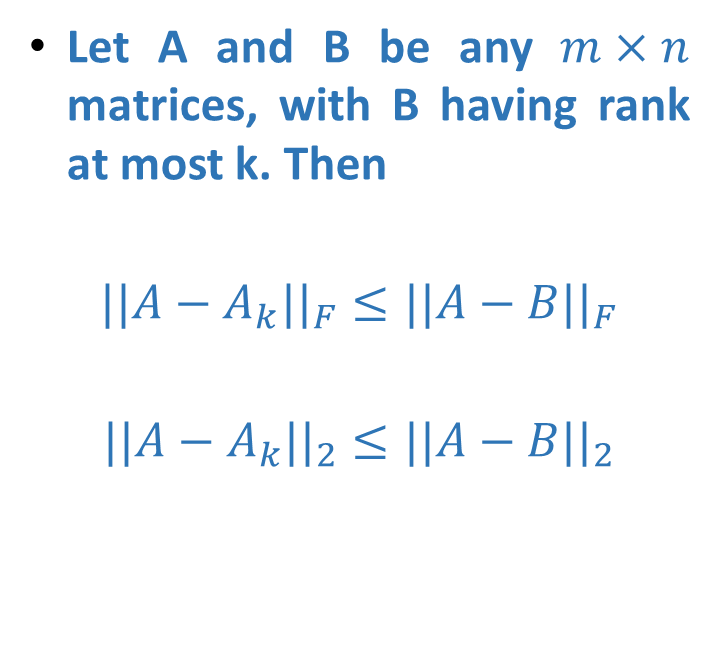 • Let A and B be any m × n
matrices, with B having rank
at most k. Then
||A − A_k||_F ≤ ||A − B||_F
||A − A_k||_2 ≤ ||A − B||_2